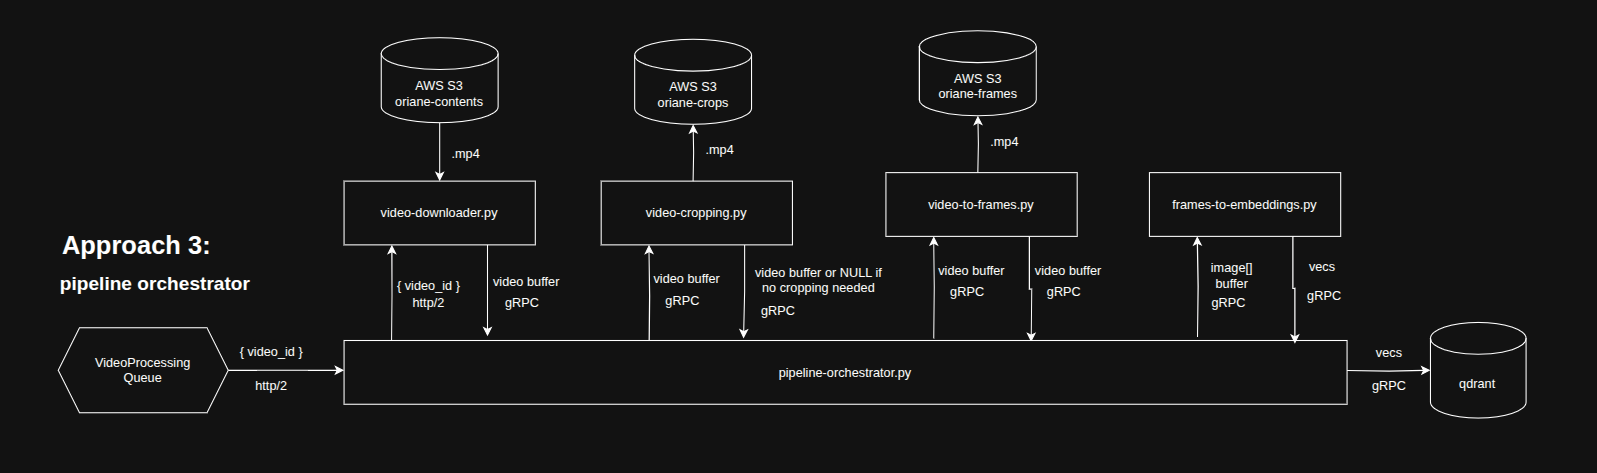 AWS S3
oriane-contents
AWS S3
oriane-crops
AWS S3
oriane-frames
.mp4
.mp4
.mp4
video-downloader.py
video-cropping.py
video-to-frames.py
frames-to-embeddings.py
Approach 3:
pipeline orchestrator
{ video_id }
http/2
video buffer
gRPC
video buffer
gRPC
video buffer or NULL if
no cropping needed
gRPC
video buffer
gRPC
video buffer
gRPC
image[]
buffer
gRPC
vecs
gRPC
VideoProcessing
Queue
{ video_id }
http/2
pipeline-orchestrator.py
vecs
gRPC
qdrant